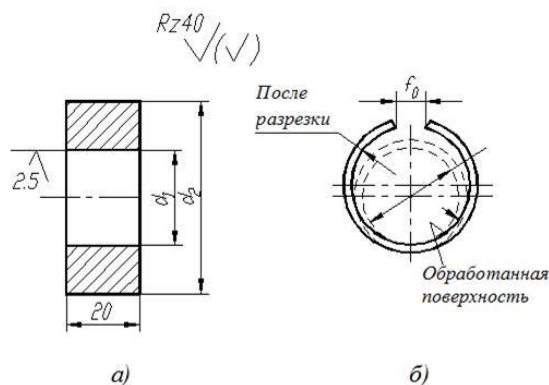 Rz40
(√)
2.5
d₁
d₂
20
После
разрезки
f₀
Обработанная
поверхность
а)
б)